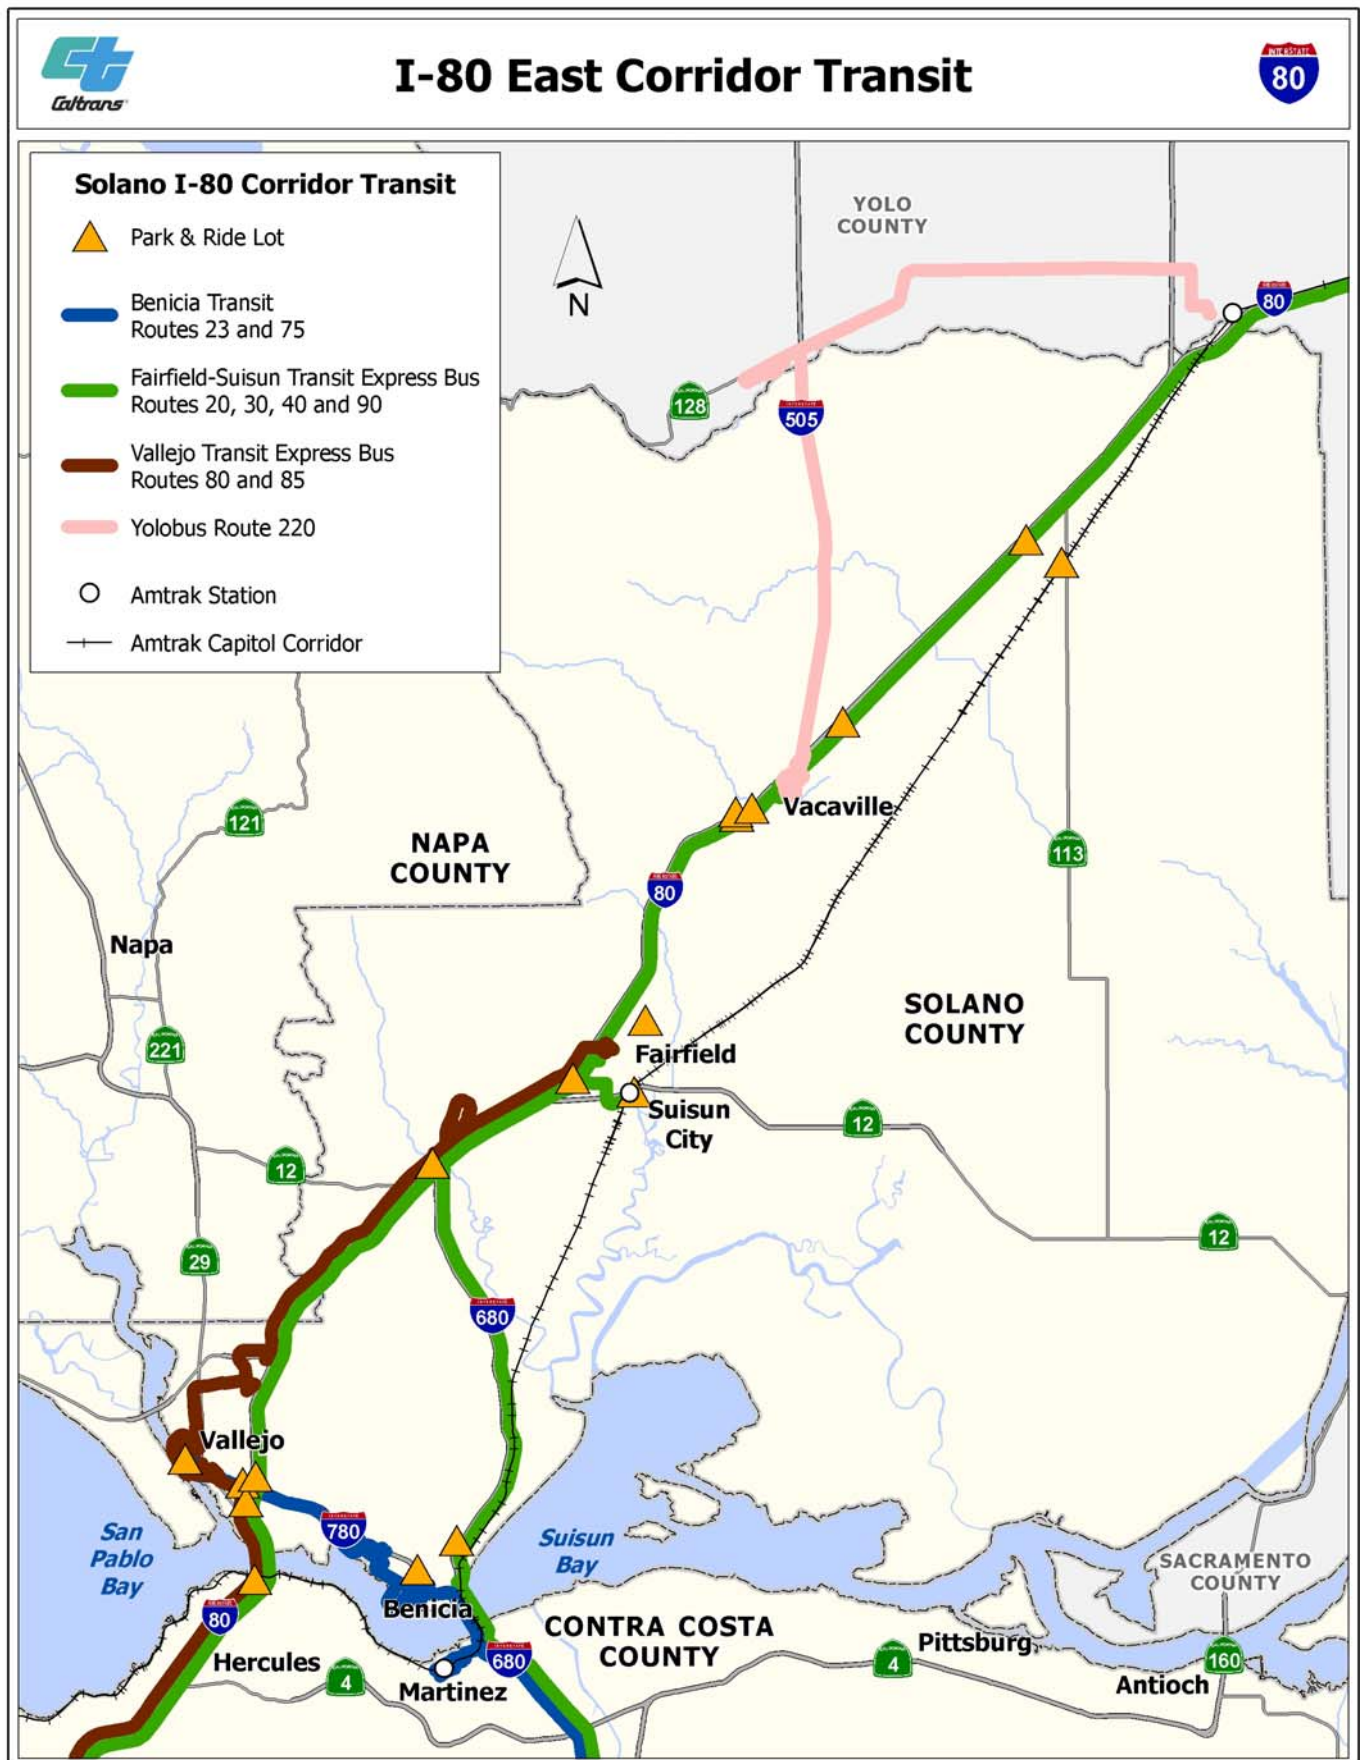 Caltrans
I-80 East Corridor Transit
INTERSTATE
80
Solano I-80 Corridor Transit
Park & Ride Lot
Benicia Transit
Routes 23 and 75
Fairfield-Suisun Transit Express Bus
Routes 20, 30, 40 and 90
Vallejo Transit Express Bus
Routes 80 and 85
Yolobus Route 220
Amtrak Station
Amtrak Capitol Corridor
N
YOLO
COUNTY
80
128
505
Vacaville
121
NAPA
COUNTY
113
80
Napa
SOLANO
COUNTY
221
Fairfield
Suisun
City
12
12
12
29
680
Vallejo
780
San
Pablo
Bay
Suisun
Bay
SACRAMENTO
COUNTY
Benicia
80
CONTRA COSTA
COUNTY
Pittsburg
Hercules
680
4
160
4
Martinez
Antioch